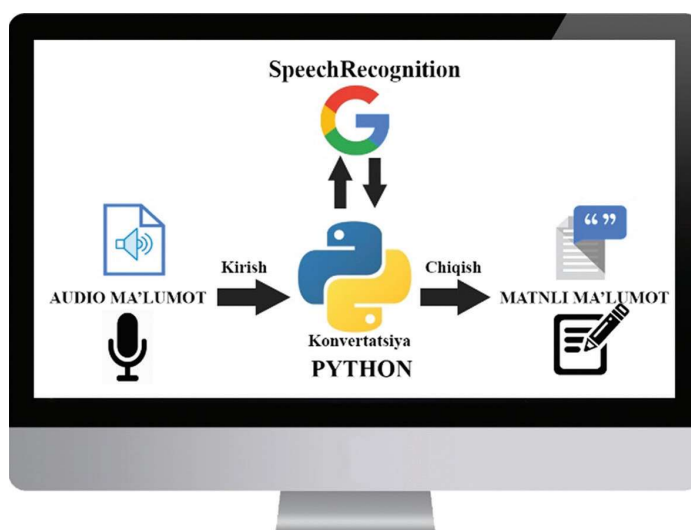 SpeechRecognition
Kirish
Chiqish
AUDIO MA’LUMOT
MATNLI MA’LUMOT
Konvertatsiya
PYTHON